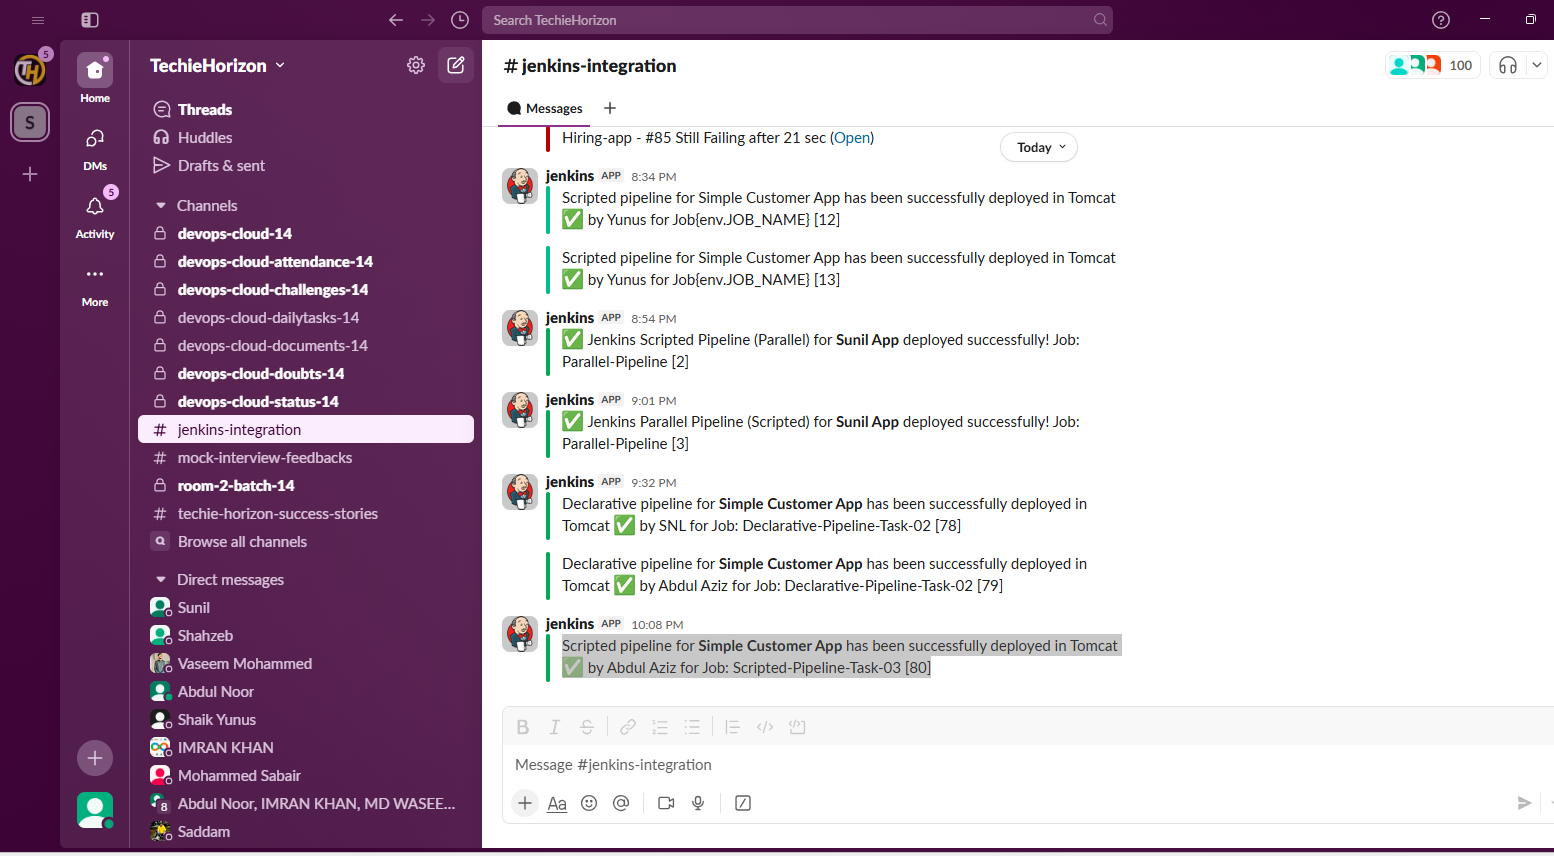 Search TechieHorizon
5
TH
S
Home
DMs
5
Activity
More
TechieHorizon
Threads
Huddles
Drafts & sent
Channels
devops-cloud-14
devops-cloud-attendance-14
devops-cloud-challenges-14
devops-cloud-dailytasks-14
devops-cloud-documents-14
devops-cloud-doubts-14
devops-cloud-status-14
# jenkins-integration
# mock-interview-feedbacks
room-2-batch-14
# techie-horizon-success-stories
Browse all channels
Direct messages
Sunil
Shahzeb
Vaseem Mohammed
Abdul Noor
Shaik Yunus
IMRAN KHAN
Mohammed Sabair
8 Abdul Noor, IMRAN KHAN, MD WASEE...
Saddam
# jenkins-integration
100
Messages
Hiring-app - #85 Still Failing after 21 sec (Open)
Today
jenkins APP 8:34 PM
Scripted pipeline for Simple Customer App has been successfully deployed in Tomcat
✅ by Yunus for Job{env.JOB_NAME} [12]
Scripted pipeline for Simple Customer App has been successfully deployed in Tomcat
✅ by Yunus for Job{env.JOB_NAME} [13]
jenkins APP 8:54 PM
✅ Jenkins Scripted Pipeline (Parallel) for Sunil App deployed successfully! Job:
Parallel-Pipeline [2]
jenkins APP 9:01 PM
✅ Jenkins Parallel Pipeline (Scripted) for Sunil App deployed successfully! Job:
Parallel-Pipeline [3]
jenkins APP 9:32 PM
Declarative pipeline for Simple Customer App has been successfully deployed in
Tomcat ✅ by SNL for Job: Declarative-Pipeline-Task-02 [78]
Declarative pipeline for Simple Customer App has been successfully deployed in
Tomcat ✅ by Abdul Aziz for Job: Declarative-Pipeline-Task-02 [79]
jenkins APP 10:08 PM
Scripted pipeline for Simple Customer App has been successfully deployed in Tomcat
✅ by Abdul Aziz for Job: Scripted-Pipeline-Task-03 [80]
B I S
Message #jenkins-integration
Aa